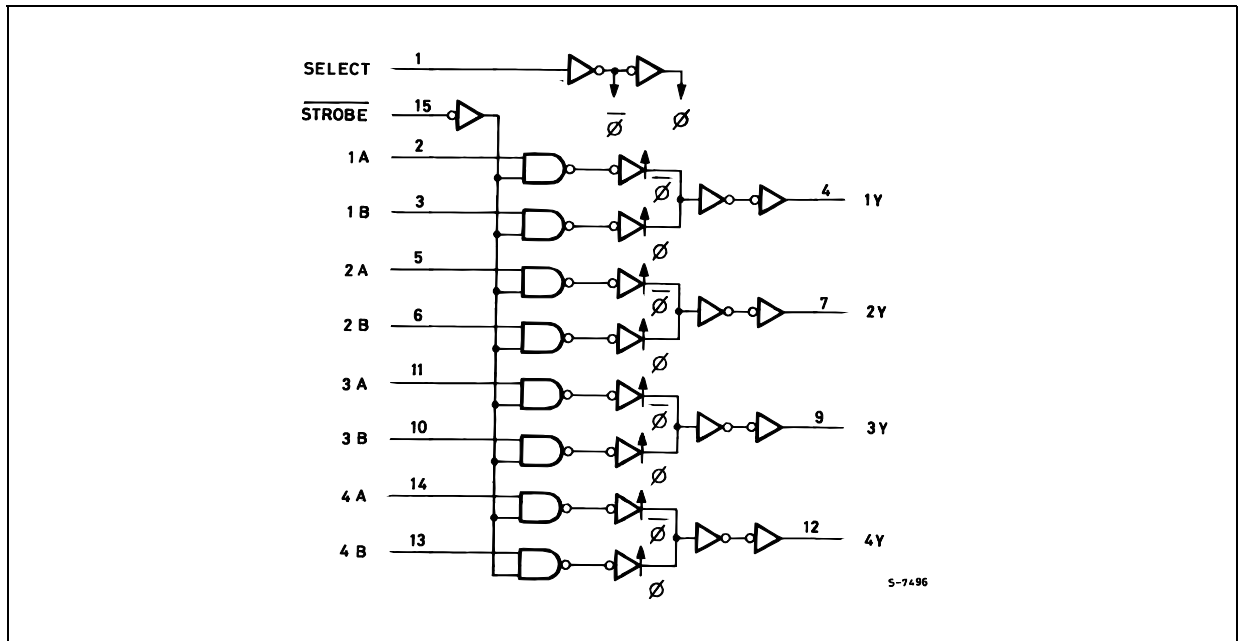 SELECT 1
STROBE 15
∅ ∅
1A 2
∅
4 1Y
1B 3
∅
2A 5
∅
7 2Y
2B 6
∅
3A 11
∅
9 3Y
3B 10
∅
4A 14
∅
12 4Y
4B 13
∅
S-7496